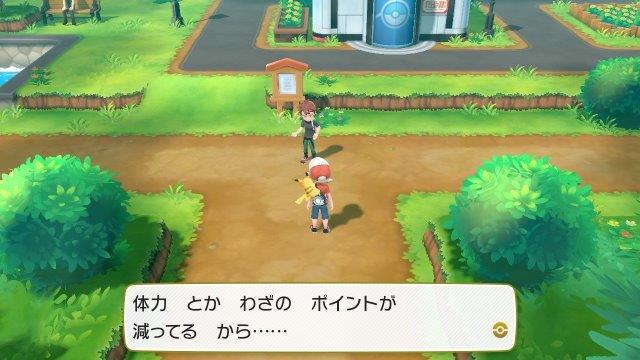 体力　とか　わざの　ポイントが
減ってる　から……